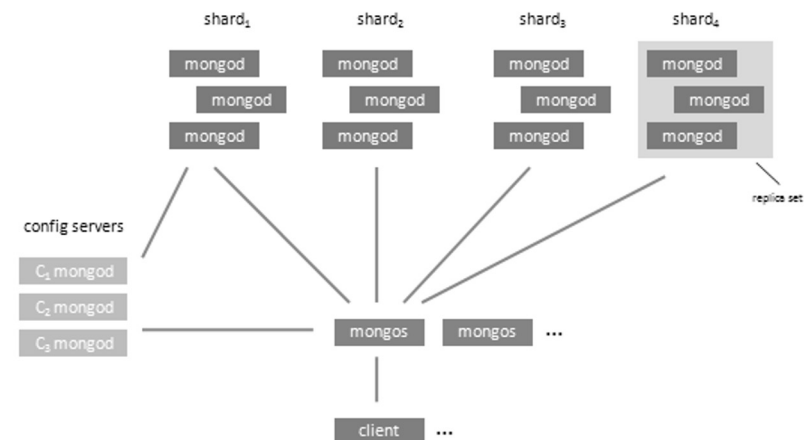 shard₁ shard₂ shard₃ shard₄
mongod mongod mongod mongod
mongod mongod mongod mongod
mongod mongod mongod mongod
replica set
config servers
C₁ mongod
C₂ mongod
C₃ mongod
mongos mongos ...
client ...